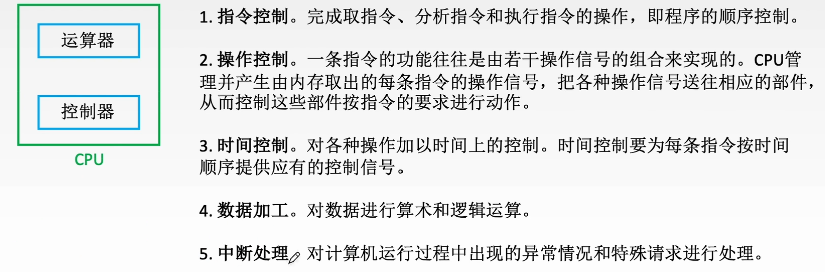 运算器
控制器
CPU
1. 指令控制。完成取指令、分析指令和执行指令的操作，即程序的顺序控制。
2. 操作控制。一条指令的功能往往是由若干操作信号的组合来实现的。CPU管
理并产生由内存取出的每条指令的操作信号，把各种操作信号送往相应的部件，
从而控制这些部件按指令的要求进行动作。
3. 时间控制。对各种操作加以时间上的控制。时间控制要为每条指令按时间
顺序提供应有的控制信号。
4. 数据加工。对数据进行算术和逻辑运算。
5. 中断处理。对计算机运行过程中出现的异常情况和特殊请求进行处理。